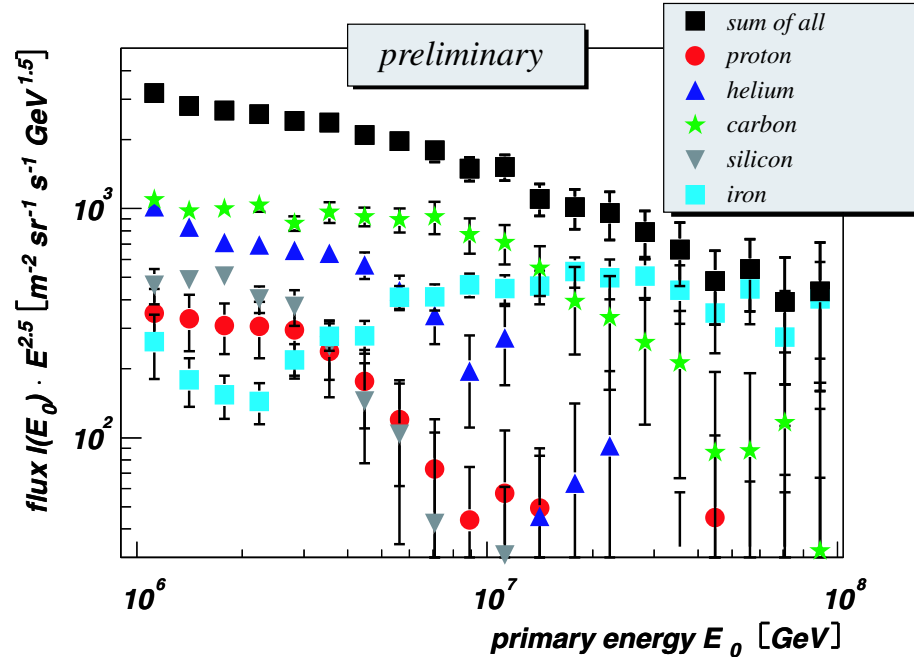 preliminary
sum of all
proton
helium
carbon
silicon
iron
flux I(E₀) · E²·⁵ [m⁻² sr⁻¹ s⁻¹ GeV¹·⁵]
10³
10²
10⁶
10⁷
10⁸
primary energy E₀ [GeV]